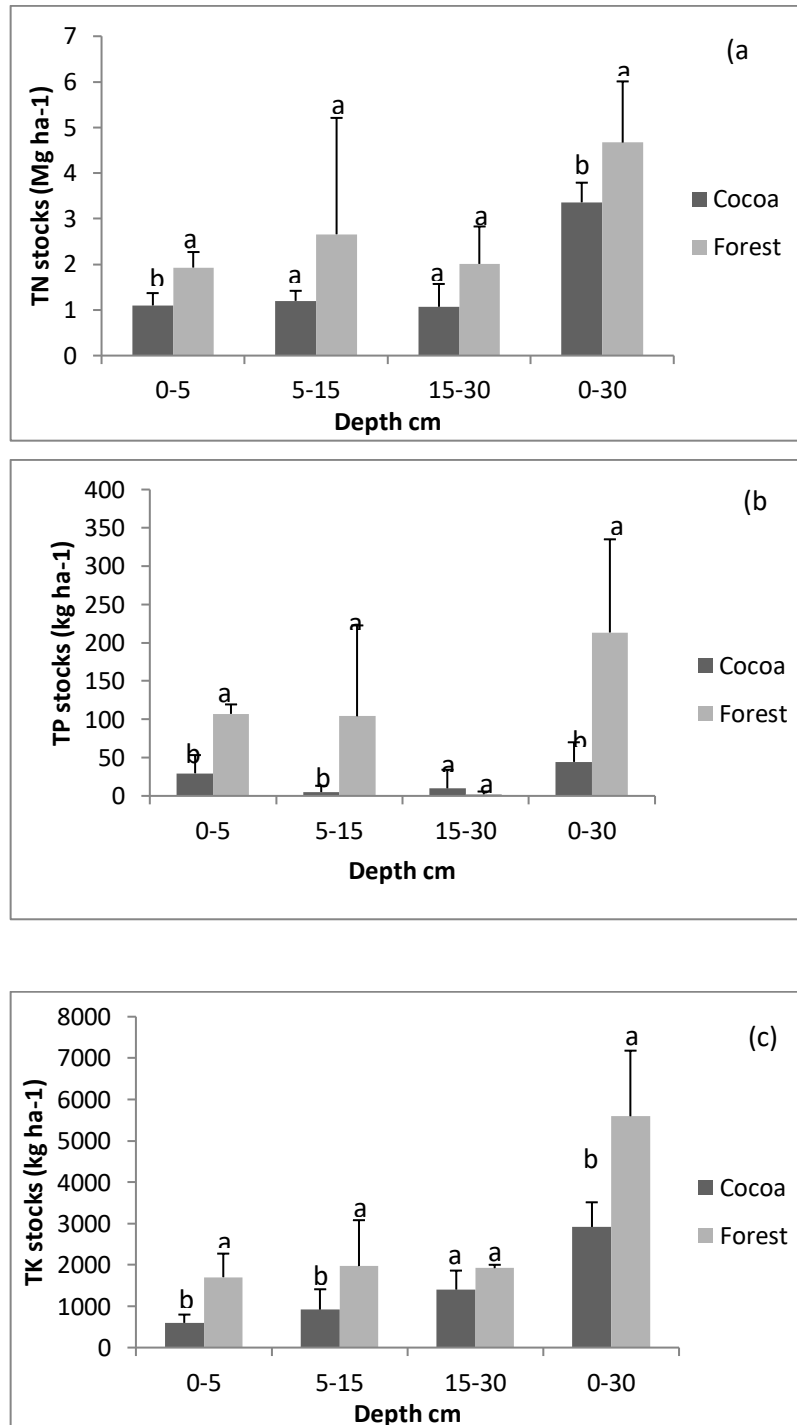 (a
7
6
5
4
3
2
1
0
TN stocks (Mg ha-1)
b a
a a
a a
b a
Cocoa
Forest
0-5 5-15 15-30 0-30
Depth cm
(b
400
350
300
250
200
150
100
50
0
TP stocks (kg ha-1)
b a
b a
a a
b a
Cocoa
Forest
0-5 5-15 15-30 0-30
Depth cm
(c)
8000
7000
6000
5000
4000
3000
2000
1000
0
TK stocks (kg ha-1)
b a
b a
a a
b a
Cocoa
Forest
0-5 5-15 15-30 0-30
Depth cm